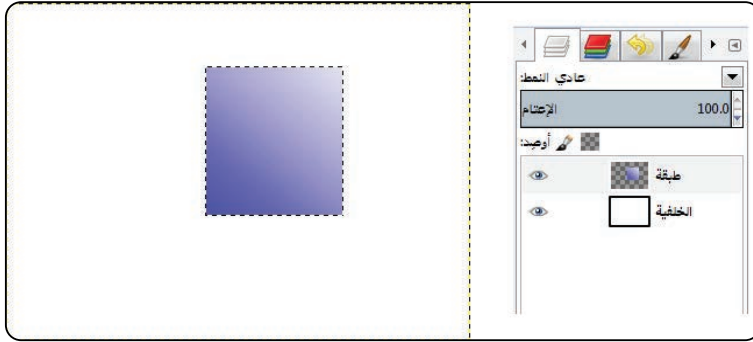 عادي النمط:
الإعتام 100.0
أوصد:
طبقة
الخلفية